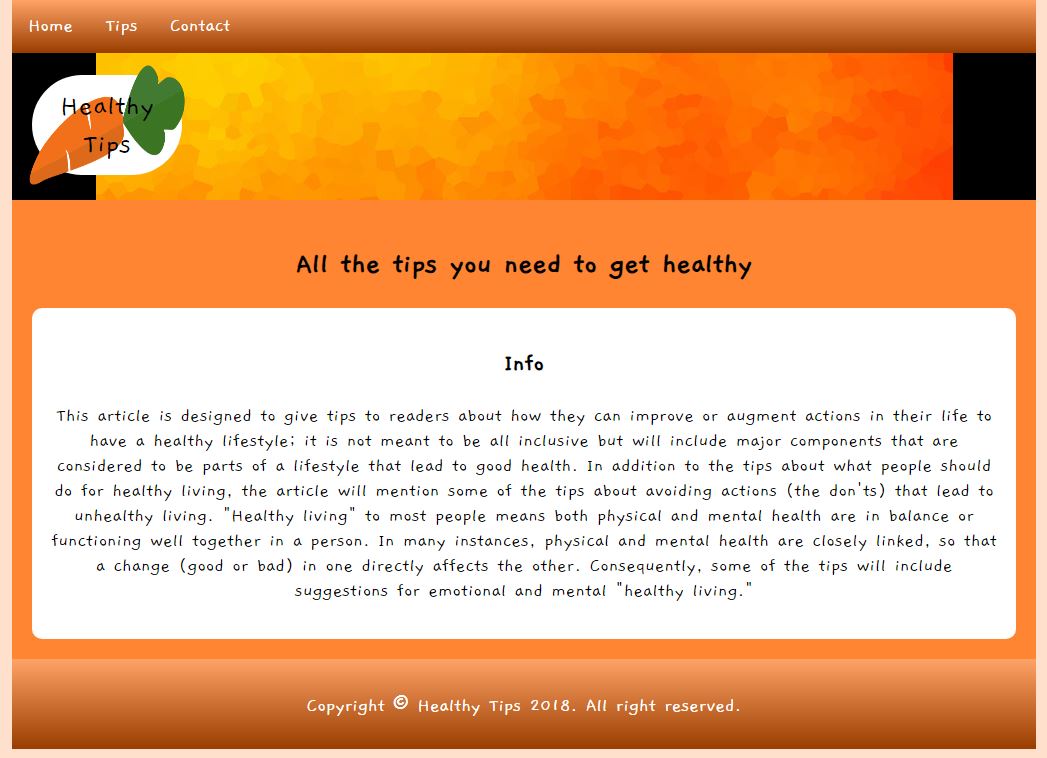 Home Tips Contact
Healthy
Tips
All the tips you need to get healthy
Info
This article is designed to give tips to readers about how they can improve or augment actions in their life to
have a healthy lifestyle; it is not meant to be all inclusive but will include major components that are
considered to be parts of a lifestyle that lead to good health. In addition to the tips about what people should
do for healthy living, the article will mention some of the tips about avoiding actions (the don'ts) that lead to
unhealthy living. "Healthy living" to most people means both physical and mental health are in balance or
functioning well together in a person. In many instances, physical and mental health are closely linked, so that
a change (good or bad) in one directly affects the other. Consequently, some of the tips will include
suggestions for emotional and mental "healthy living."
Copyright © Healthy Tips 2018. All right reserved.